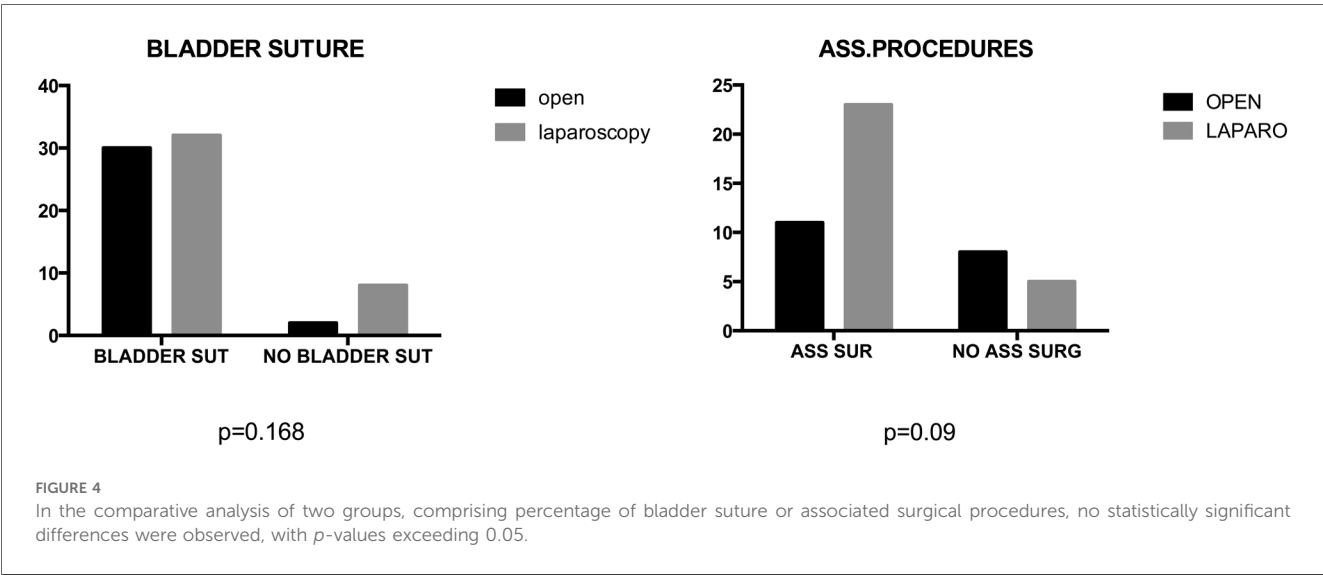 BLADDER SUTURE
40
30
20
10
0
BLADDER SUT NO BLADDER SUT
open
laparoscopy
p=0.168
ASS.PROCEDURES
25
20
15
10
5
0
ASS SUR NO ASS SURG
OPEN
LAPARO
p=0.09
FIGURE 4
In the comparative analysis of two groups, comprising percentage of bladder suture or associated surgical procedures, no statistically significant
differences were observed, with p-values exceeding 0.05.